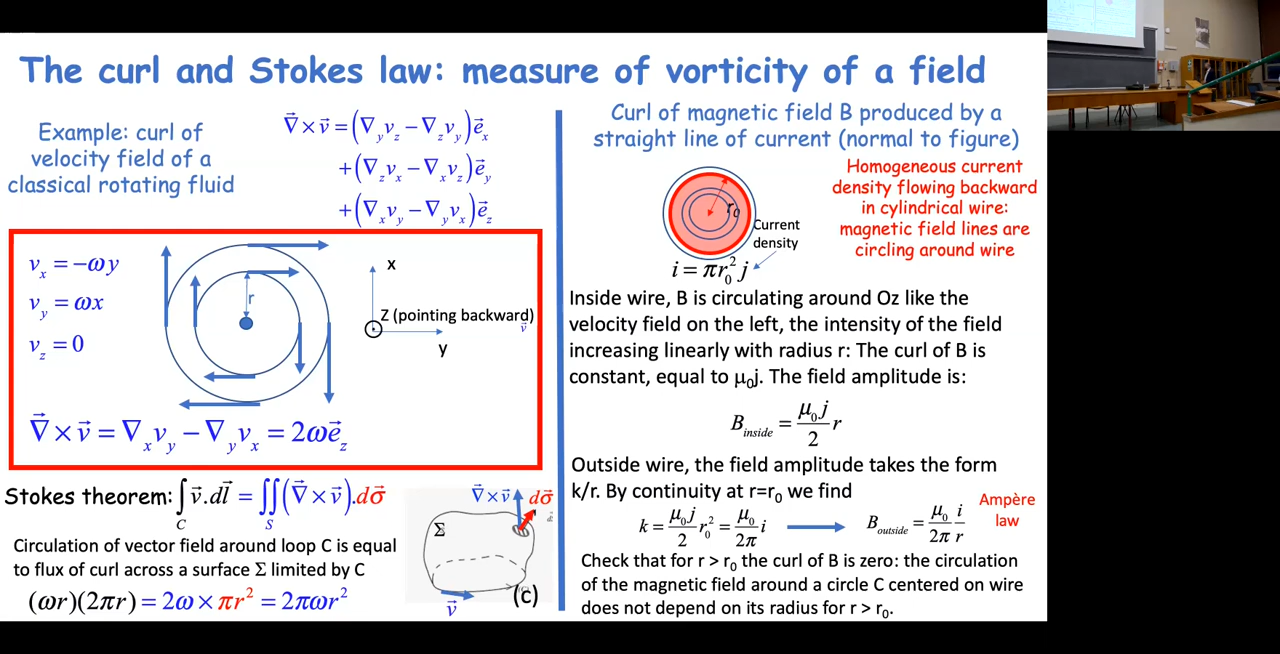 The curl and Stokes law: measure of vorticity of a field
Example: curl of
velocity field of a
classical rotating fluid
∇⃗ × v⃗ = (∇_y v_z − ∇_z v_y) e⃗_x
+ (∇_z v_x − ∇_x v_z) e⃗_y
+ (∇_x v_y − ∇_y v_x) e⃗_z
v_x = −ωy
v_y = ωx
v_z = 0
r
x
Z (pointing backward)
v⃗
y
∇⃗ × v⃗ = ∇_x v_y − ∇_y v_x = 2ω e⃗_z
Stokes theorem: ∫_C v⃗.dl⃗ = ∬_S (∇⃗ × v⃗).dσ⃗
∇⃗ × v⃗
dσ⃗
Σ
Circulation of vector field around loop C is equal
to flux of curl across a surface Σ limited by C
(ωr)(2πr) = 2ω × πr² = 2πωr²
v⃗
(c)
Curl of magnetic field B produced by a
straight line of current (normal to figure)
r₀
Current
density
i = πr₀² j
Homogeneous current
density flowing backward
in cylindrical wire:
magnetic field lines are
circling around wire
Inside wire, B is circulating around Oz like the
velocity field on the left, the intensity of the field
increasing linearly with radius r: The curl of B is
constant, equal to μ₀j. The field amplitude is:
B_inside = (μ₀j/2) r
Outside wire, the field amplitude takes the form
k/r. By continuity at r=r₀ we find
k = (μ₀j/2) r₀² = (μ₀/2π) i
B_outside = (μ₀/2π) (i/r)
Ampère
law
Check that for r > r₀ the curl of B is zero: the circulation
of the magnetic field around a circle C centered on wire
does not depend on its radius for r > r₀.